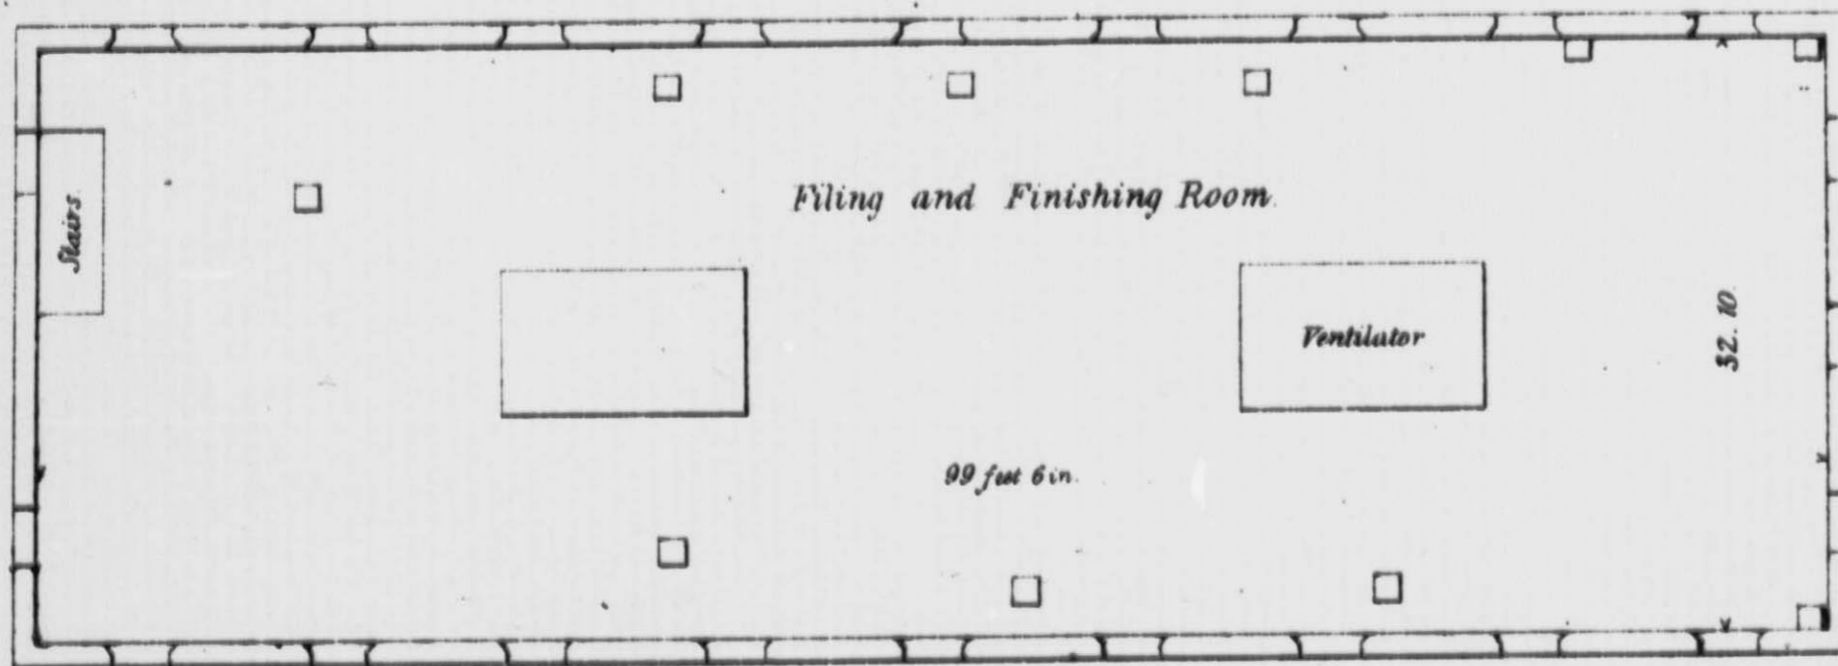 Filing and Finishing Room.
Stairs
Ventilator
32. 10.
99 feet 6 in.